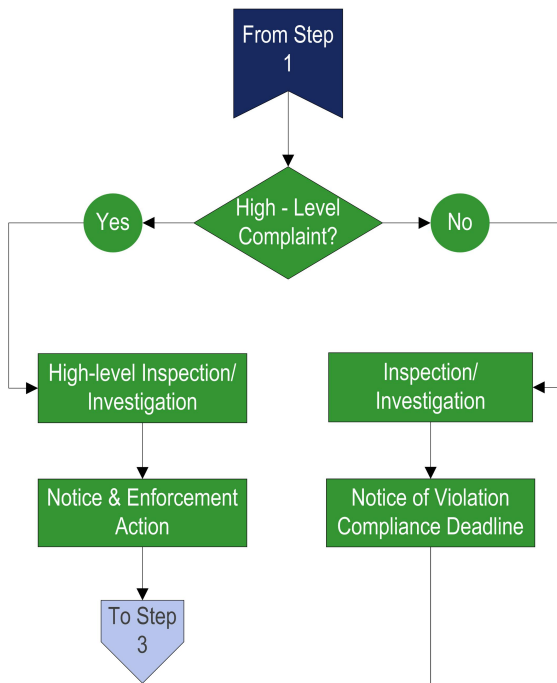 From Step
1
High - Level
Complaint?
Yes
No
High-level Inspection/
Investigation
Inspection/
Investigation
Notice & Enforcement
Action
Notice of Violation
Compliance Deadline
To Step
3